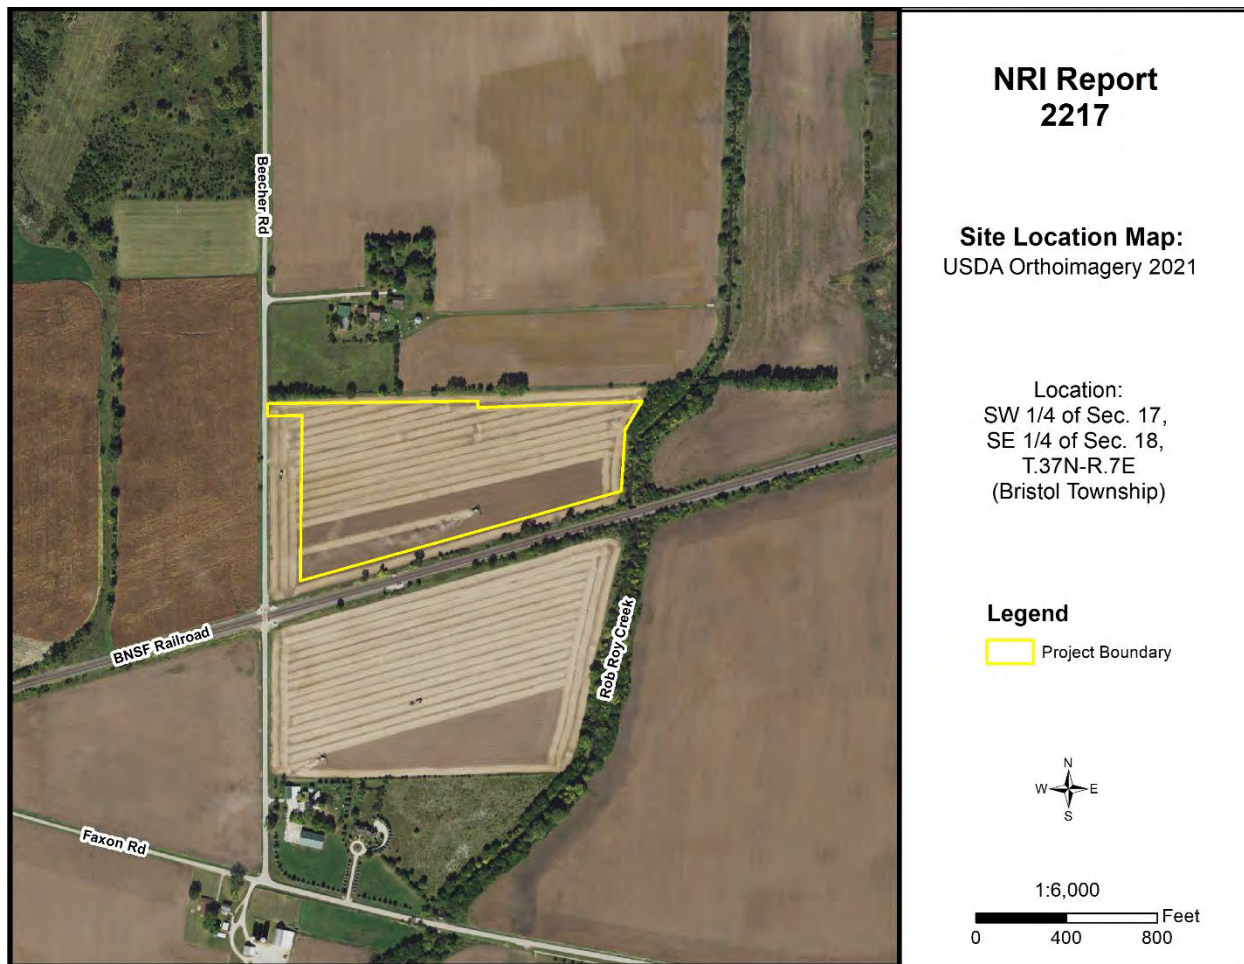 NRI Report
2217
Site Location Map:
USDA Orthoimagery 2021
Location:
SW 1/4 of Sec. 17,
SE 1/4 of Sec. 18,
T.37N-R.7E
(Bristol Township)
Legend
Project Boundary
N
W E
S
1:6,000
Feet
0 400 800
Beecher Rd
BNSF Railroad
Rob Roy Creek
Faxon Rd